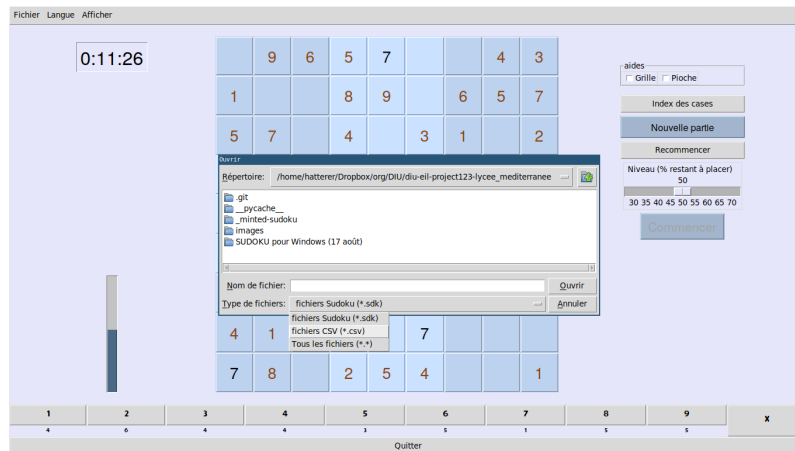 Fichier Langue Afficher
0:11:26
9 6 5 7 4 3
1 8 9 6 5 7
5 7 4 3 1 2
aides
Grille Pioche
Index des cases
Nouvelle partie
Recommencer
Niveau (% restant à placer)
50
30 35 40 45 50 55 60 65 70
Commencer
Ouvrir
Répertoire: /home/hatterer/Dropbox/org/DIU/diu-eil-project123-lycee_mediterranee
.git
__pycache__
_minted-sudoku
images
SUDOKU pour Windows (17 août)
Nom de fichier: Ouvrir
Type de fichiers: fichiers Sudoku (*.sdk) Annuler
fichiers Sudoku (*.sdk)
fichiers CSV (*.csv)
Tous les fichiers (*.*)
4 1 7
7 8 2 5 4 1
1 2 3 4 5 6 7 8 9 x
4 6 4 4 3 5 1 5 5
Quitter